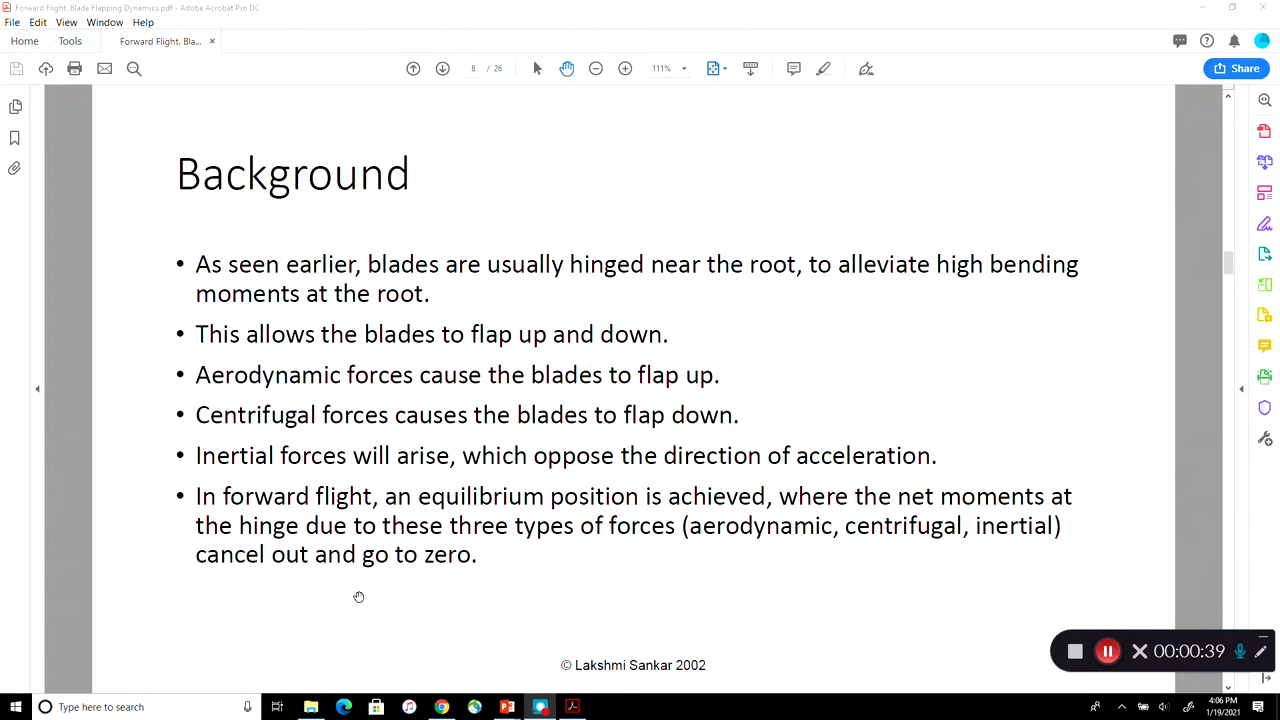 Forward Flight. Blade Flapping Dynamics.pdf - Adobe Acrobat Pro DC
File Edit View Window Help
Home Tools Forward Flight. Bla... ×
8 / 26 111% Share
Background
• As seen earlier, blades are usually hinged near the root, to alleviate high bending
moments at the root.
• This allows the blades to flap up and down.
• Aerodynamic forces cause the blades to flap up.
• Centrifugal forces causes the blades to flap down.
• Inertial forces will arise, which oppose the direction of acceleration.
• In forward flight, an equilibrium position is achieved, where the net moments at
the hinge due to these three types of forces (aerodynamic, centrifugal, inertial)
cancel out and go to zero.
© Lakshmi Sankar 2002
00:00:39
Type here to search
4:06 PM
1/19/2021